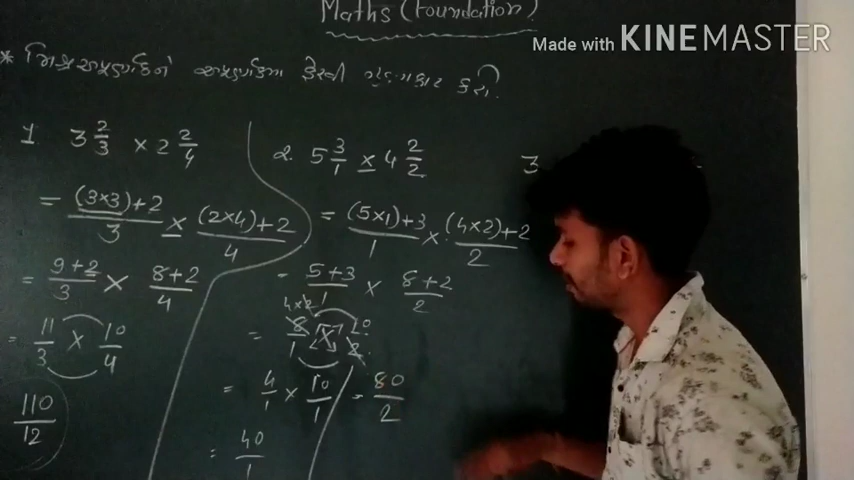 Maths (Foundation)
Made with KINEMASTER
* મિશ્ર અપૂર્ણાંકને અપૂર્ણાંકમાં ફેરવી ગુણાકાર કરો.
1 3 2/3 × 2 2/4
= (3×3)+2/3 × (2×4)+2/4
= 9+2/3 × 8+2/4
= 11/3 × 10/4
110/12
2. 5 3/1 × 4 2/2
= (5×1)+3/1 × (4×2)+2/2
= 5+3/1 × 8+2/2
4×2
= 8/1 × 10/2
= 4/1 × 10/1 = 80/2
= 40/1
3